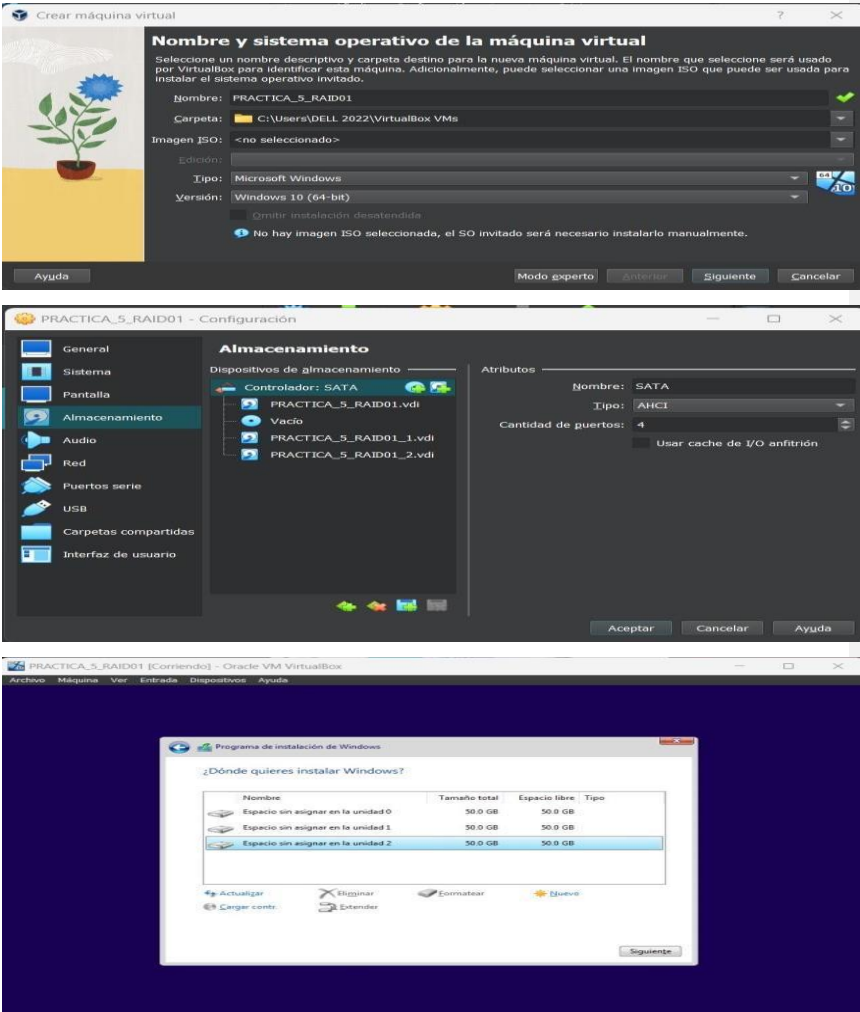 Crear máquina virtual
Nombre y sistema operativo de la máquina virtual
Seleccione un nombre descriptivo y carpeta destino para la nueva máquina virtual. El nombre que seleccione será usado
por VirtualBox para identificar esta máquina. Adicionalmente, puede seleccionar una imagen ISO que puede ser usada para
instalar el sistema operativo invitado.
Nombre: PRACTICA_5_RAID01
Carpeta: C:\Users\DELL 2022\VirtualBox VMs
Imagen ISO: <no seleccionado>
Edición:
Tipo: Microsoft Windows
64
10
Versión: Windows 10 (64-bit)
Omitir instalación desatendida
No hay imagen ISO seleccionada, el SO invitado será necesario instalarlo manualmente.
Ayuda Modo experto Anterior Siguiente Cancelar
PRACTICA_5_RAID01 - Configuración
General
Sistema
Pantalla
Almacenamiento
Audio
Red
Puertos serie
USB
Carpetas compartidas
Interfaz de usuario
Almacenamiento
Dispositivos de almacenamiento
Controlador: SATA
PRACTICA_5_RAID01.vdi
Vacío
PRACTICA_5_RAID01_1.vdi
PRACTICA_5_RAID01_2.vdi
Atributos
Nombre: SATA
Tipo: AHCI
Cantidad de puertos: 4
Usar cache de I/O anfitrión
Aceptar Cancelar Ayuda
PRACTICA_5_RAID01 [Corriendo] - Oracle VM VirtualBox
Archivo Máquina Ver Entrada Dispositivos Ayuda
Programa de instalación de Windows
¿Dónde quieres instalar Windows?
Nombre Tamaño total Espacio libre Tipo
Espacio sin asignar en la unidad 0 50.0 GB 50.0 GB
Espacio sin asignar en la unidad 1 50.0 GB 50.0 GB
Espacio sin asignar en la unidad 2 50.0 GB 50.0 GB
Actualizar Eliminar Formatear Nuevo
Cargar contr. Extender
Siguiente